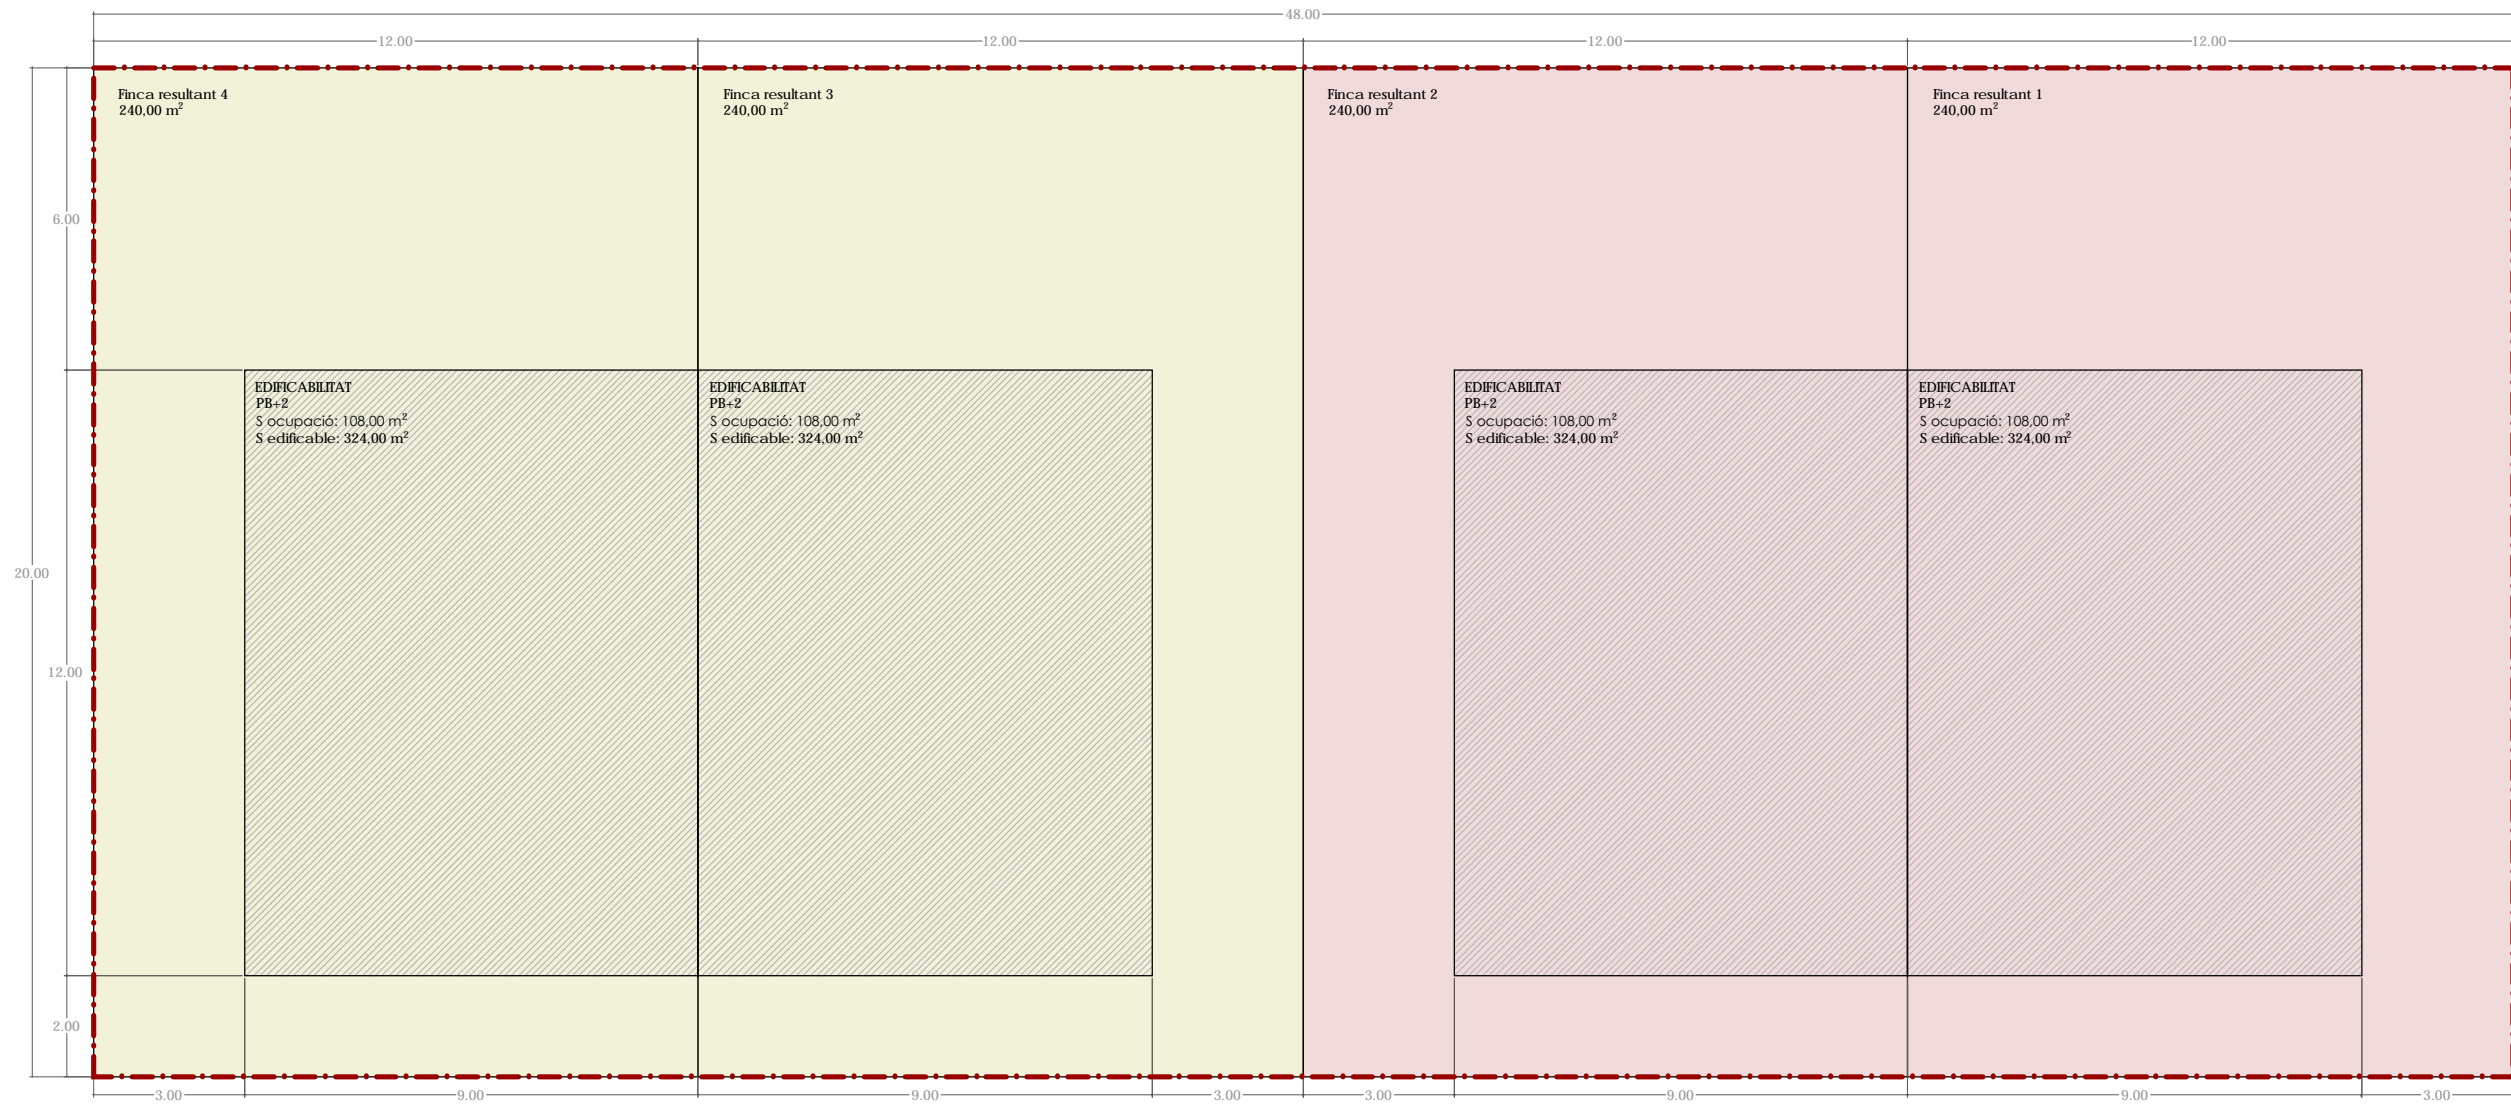 48.00
12.00
12.00
12.00
12.00
Finca resultant 4
240,00 m²
Finca resultant 3
240,00 m²
Finca resultant 2
240,00 m²
Finca resultant 1
240,00 m²
6.00
20.00
12.00
2.00
EDIFICABILITAT
PB+2
S ocupació: 108,00 m²
S edificable: 324,00 m²
EDIFICABILITAT
PB+2
S ocupació: 108,00 m²
S edificable: 324,00 m²
EDIFICABILITAT
PB+2
S ocupació: 108,00 m²
S edificable: 324,00 m²
EDIFICABILITAT
PB+2
S ocupació: 108,00 m²
S edificable: 324,00 m²
3.00
9.00
9.00
3.00
3.00
9.00
9.00
3.00